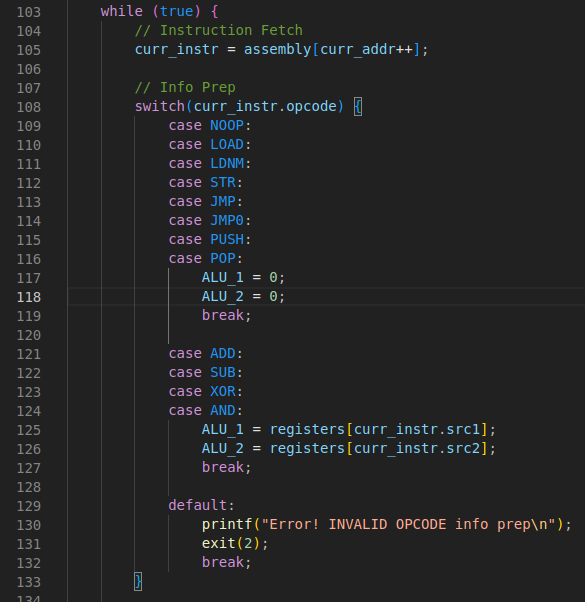 103 while (true) {
104 // Instruction Fetch
105 curr_instr = assembly[curr_addr++];
106
107 // Info Prep
108 switch(curr_instr.opcode) {
109 case NOOP:
110 case LOAD:
111 case LDNM:
112 case STR:
113 case JMP:
114 case JMP0:
115 case PUSH:
116 case POP:
117 ALU_1 = 0;
118 ALU_2 = 0;
119 break;
120
121 case ADD:
122 case SUB:
123 case XOR:
124 case AND:
125 ALU_1 = registers[curr_instr.src1];
126 ALU_2 = registers[curr_instr.src2];
127 break;
128
129 default:
130 printf("Error! INVALID OPCODE info prep\n");
131 exit(2);
132 break;
133 }
134